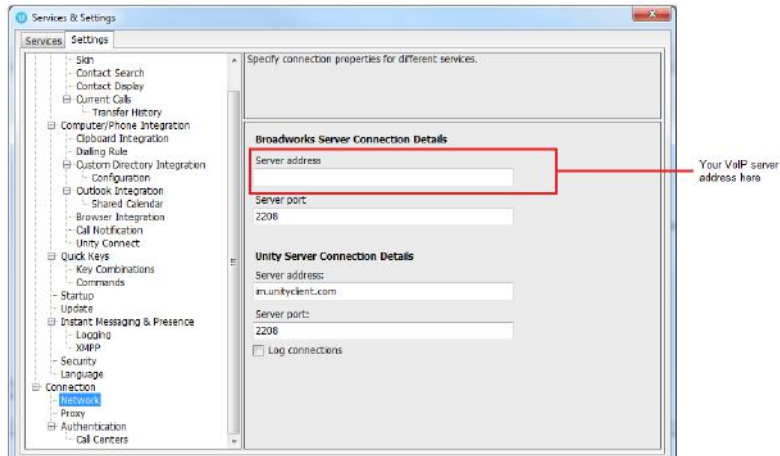 Services & Settings
Services
Settings
Skin
Contact Search
Contact Display
Current Calls
Transfer History
Computer/Phone Integration
Clipboard Integration
Dialing Rule
Custom Directory Integration
Configuration
Outlook Integration
Shared Calendar
Browser Integration
Call Notification
Unity Connect
Quick Keys
Key Combinations
Commands
Startup
Update
Instant Messaging & Presence
Logging
XMPP
Security
Language
Connection
Network
Proxy
Authentication
Call Centers
Specify connection properties for different services.
Broadworks Server Connection Details
Server address
Server port
2208
Unity Server Connection Details
Server address:
im.unityclient.com
Server port:
2208
Log connections
Your VoIP server
address here